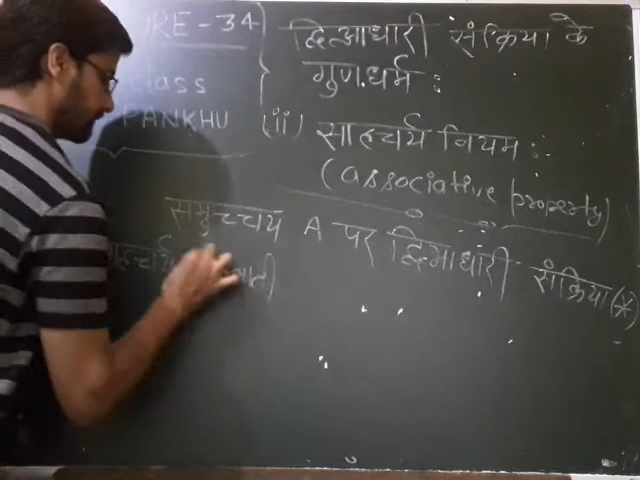 URE - 34
lass
PANKHU
द्विआधारी संक्रिया के
गुणधर्म :
(ii) साहचर्य नियम :-
(associative property)
समुच्चय A पर द्विआधारी संक्रिया (*)